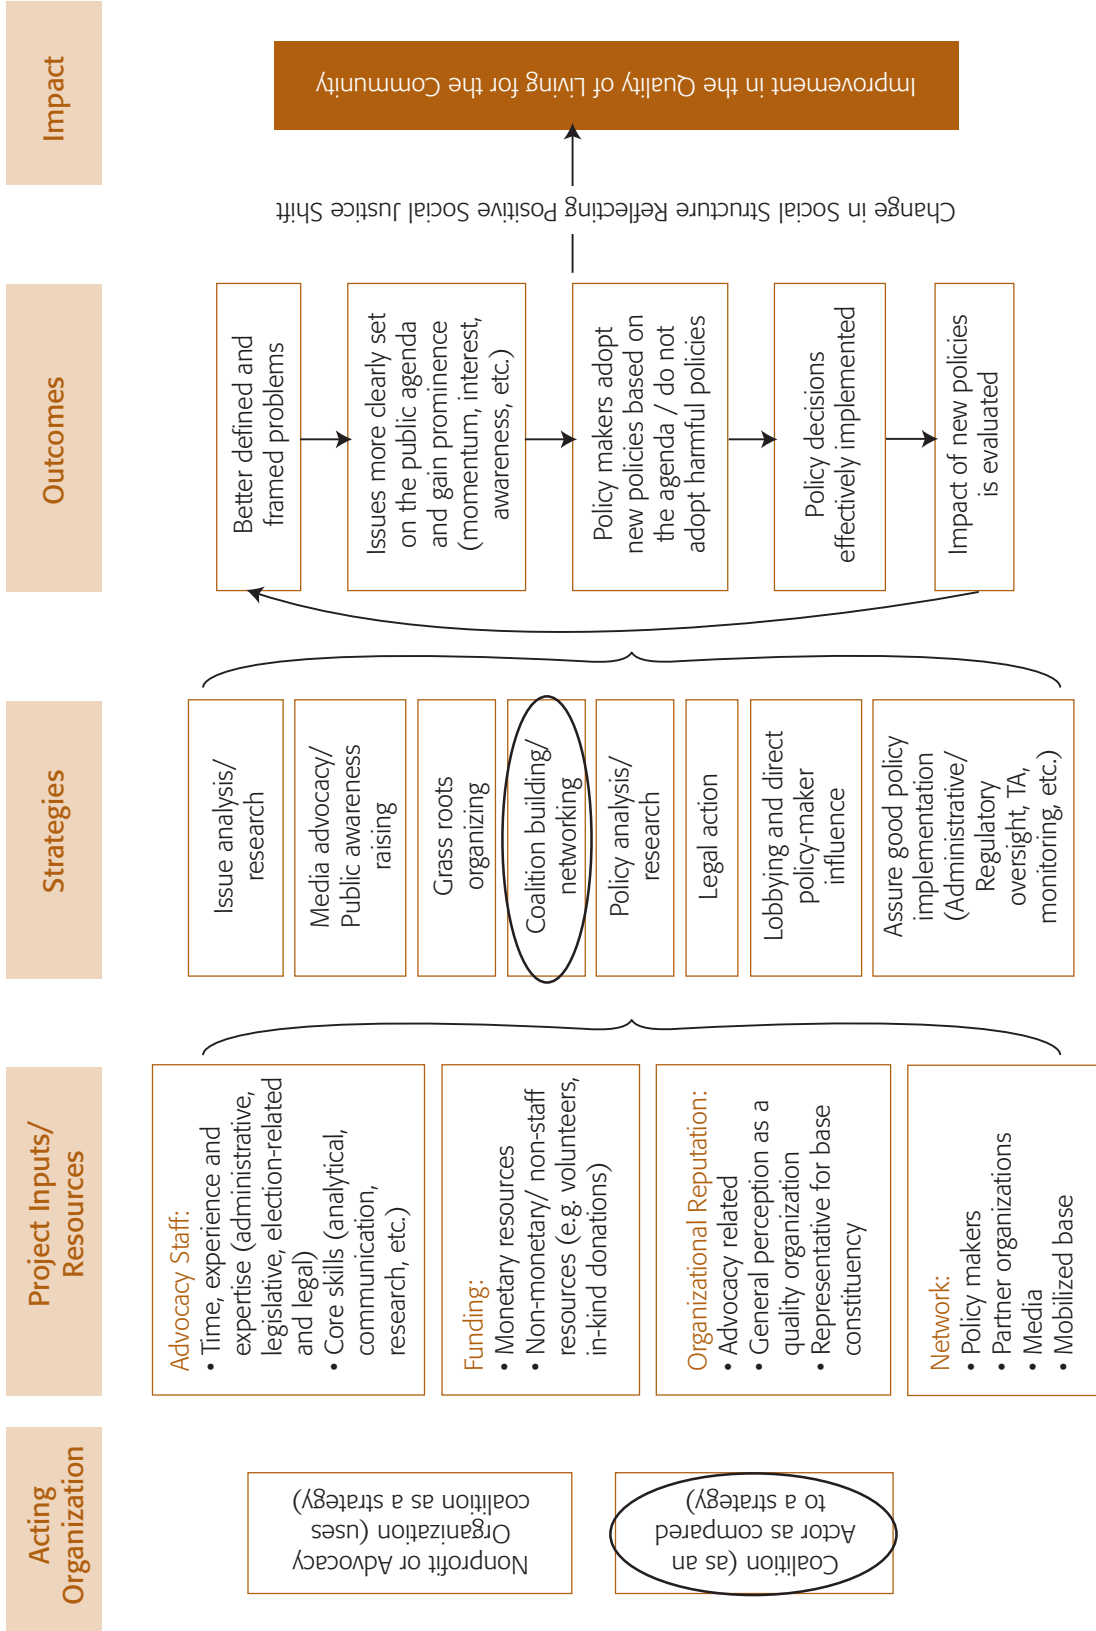 Acting
Organization
Nonprofit or Advocacy
Organization (uses
coalition as a strategy)
Coalition (as an
Actor as compared
to a strategy)
Project Inputs/
Resources
Advocacy Staff:
• Time, experience and
expertise (administrative,
legislative, election-related
and legal)
• Core skills (analytical,
communication,
research, etc.)
Funding:
• Monetary resources
• Non-monetary/ non-staff
resources (e.g. volunteers,
in-kind donations)
Organizational Reputation:
• Advocacy related
• General perception as a
quality organization
• Representative for base
constituency
Network:
• Policy makers
• Partner organizations
• Media
• Mobilized base
Strategies
Issue analysis/
research
Media advocacy/
Public awareness
raising
Grass roots
organizing
Coalition building/
networking
Policy analysis/
research
Legal action
Lobbying and direct
policy-maker
influence
Assure good policy
implementation
(Administrative/
Regulatory
oversight, TA,
monitoring, etc.)
Outcomes
Better defined and
framed problems
Issues more clearly set
on the public agenda
and gain prominence
(momentum, interest,
awareness, etc.)
Policy makers adopt
new policies based on
the agenda / do not
adopt harmful policies
Policy decisions
effectively implemented
Impact of new policies
is evaluated
Impact
Change in Social Structure Reflecting Positive Social Justice Shift
Improvement in the Quality of Living for the Community